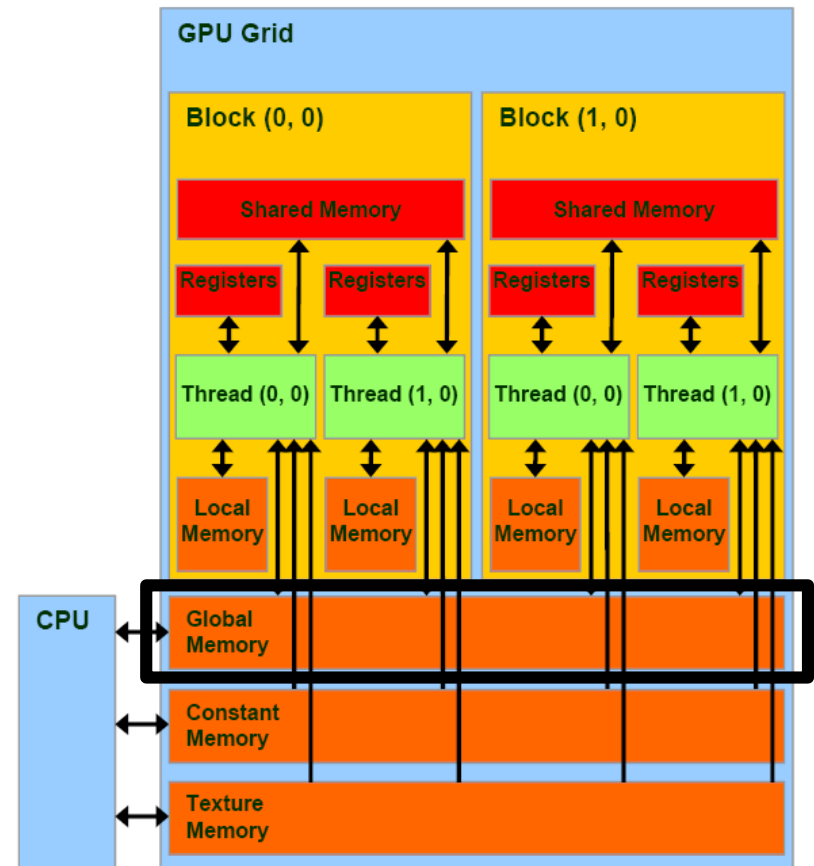 GPU Grid
Block (0, 0)
Block (1, 0)
Shared Memory
Shared Memory
Registers
Registers
Registers
Registers
Thread (0, 0)
Thread (1, 0)
Thread (0, 0)
Thread (1, 0)
Local
Memory
Local
Memory
Local
Memory
Local
Memory
CPU
Global
Memory
Constant
Memory
Texture
Memory